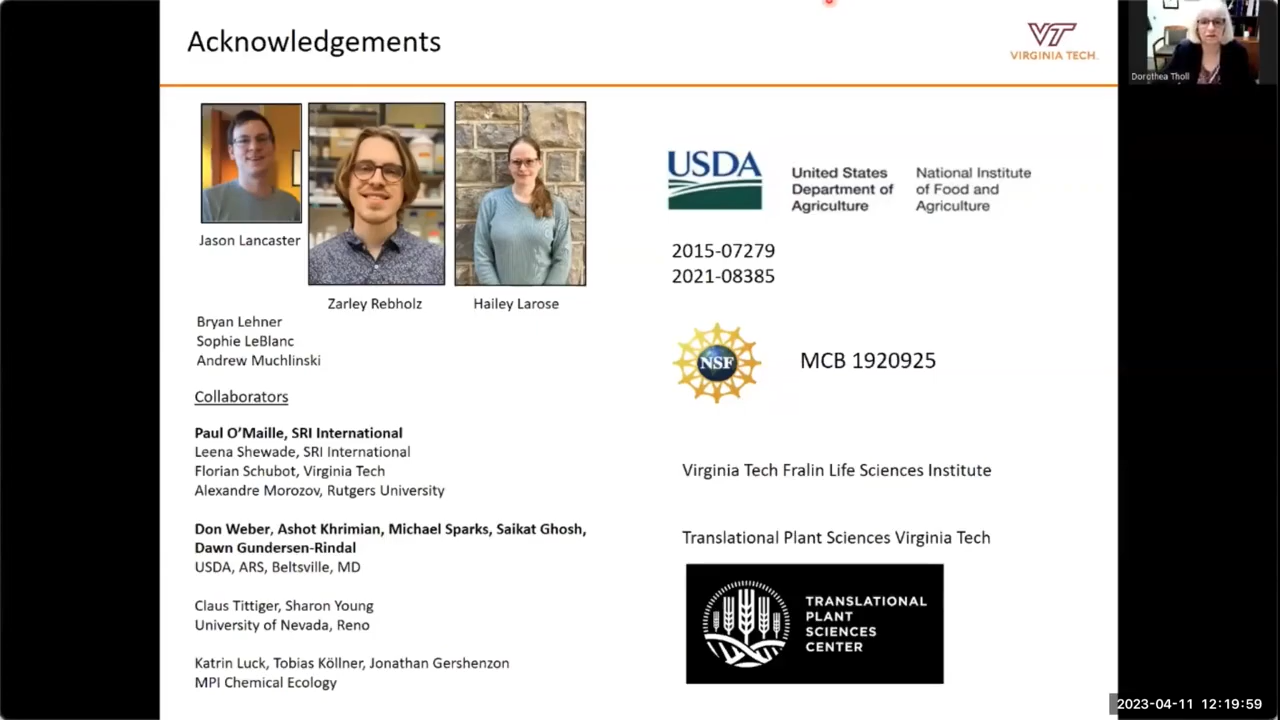 Acknowledgements
VT
VIRGINIA TECH.
Dorothea Tholl
Jason Lancaster
Zarley Rebholz
Hailey Larose
Bryan Lehner
Sophie LeBlanc
Andrew Muchlinski
Collaborators
Paul O’Maille, SRI International
Leena Shewade, SRI International
Florian Schubot, Virginia Tech
Alexandre Morozov, Rutgers University
Don Weber, Ashot Khrimian, Michael Sparks, Saikat Ghosh,
Dawn Gundersen-Rindal
USDA, ARS, Beltsville, MD
Claus Tittiger, Sharon Young
University of Nevada, Reno
Katrin Luck, Tobias Köllner, Jonathan Gershenzon
MPI Chemical Ecology
USDA
United States
Department of
Agriculture
National Institute
of Food and
Agriculture
2015-07279
2021-08385
NSF
MCB 1920925
Virginia Tech Fralin Life Sciences Institute
Translational Plant Sciences Virginia Tech
TRANSLATIONAL
PLANT
SCIENCES
CENTER
2023-04-11 12:19:59